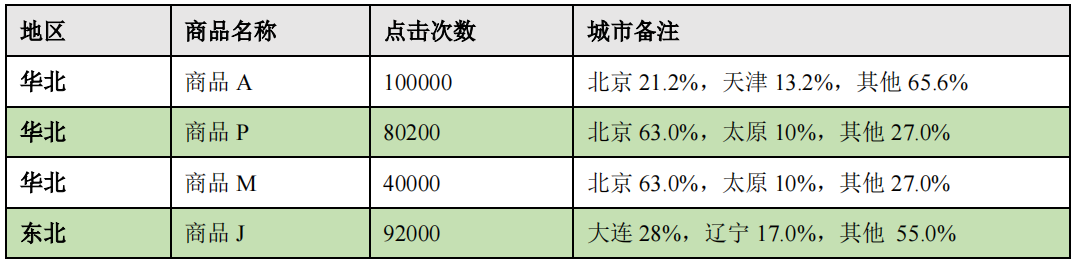 地区 商品名称 点击次数 城市备注
华北 商品 A 100000 北京 21.2%，天津 13.2%，其他 65.6%
华北 商品 P 80200 北京 63.0%，太原 10%，其他 27.0%
华北 商品 M 40000 北京 63.0%，太原 10%，其他 27.0%
东北 商品 J 92000 大连 28%，辽宁 17.0%，其他 55.0%